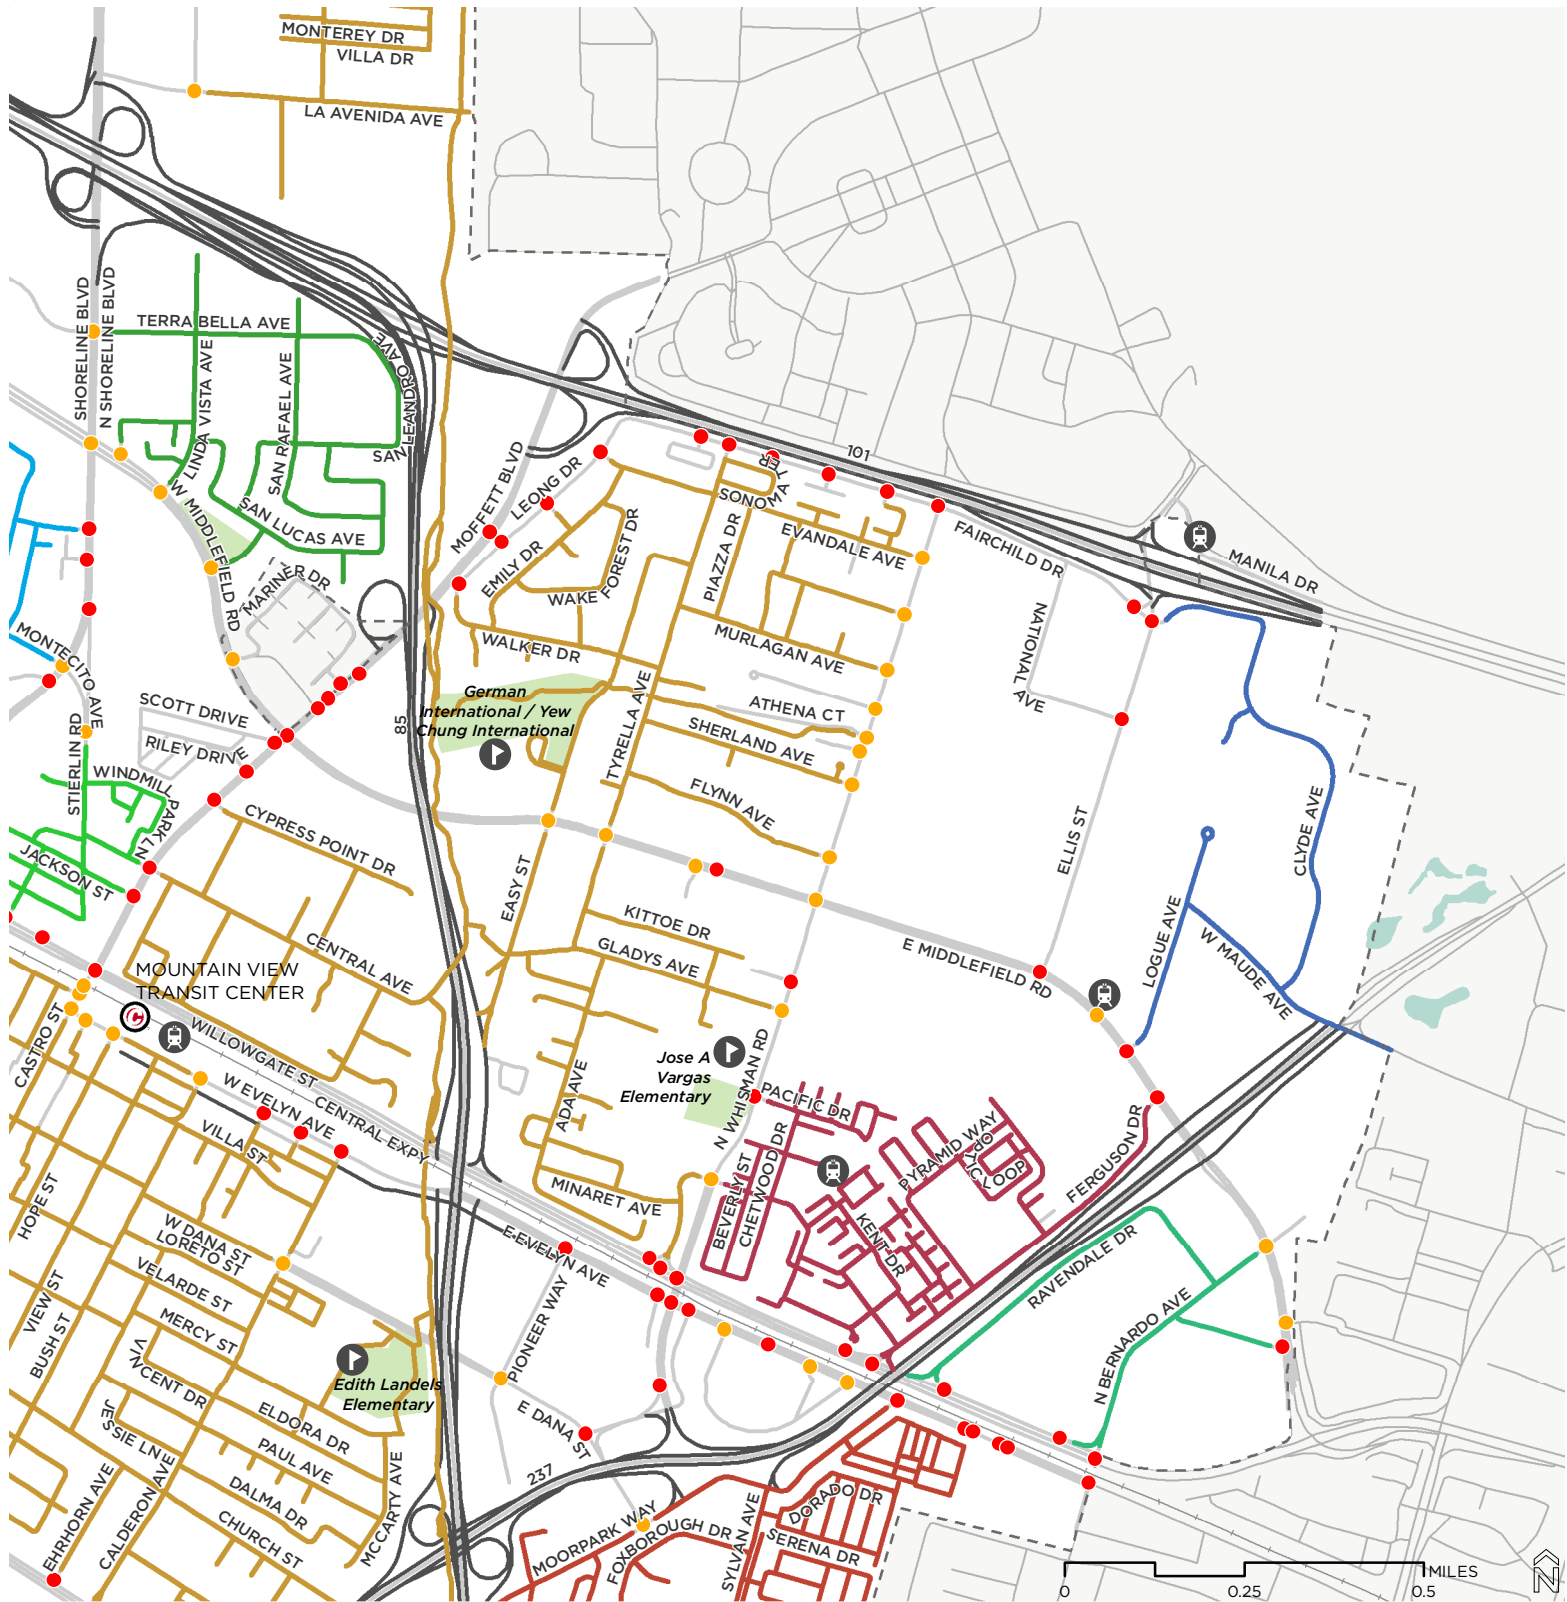 MONTEREY DR
VILLA DR
LA AVENIDA AVE
SHORELINE BLVD
N SHORELINE BLVD
TERRA BELLA AVE
LINDA VISTA AVE
SAN RAFAEL AVE
SAN LEANDRO AVE
W MIDDLEFIELD RD
SAN LUCAS AVE
MARINER DR
MOFFETT BLVD
LEONG DR
EMILY DR
WAKE FOREST DR
WALKER DR
SONOMA TER
PIAZZA DR
EVANDALE AVE
101
FAIRCHILD DR
MANILA DR
NATIONAL AVE
MURLAGAN AVE
ATHENA CT
SHERLAND AVE
FLYNN AVE
TYRELLA AVE
German
International / Yew
Chung International
MONTECITO AVE
SCOTT DRIVE
RILEY DRIVE
STIERLIN RD
WINDMILL PARK LN
JACKSON ST
85
CYPRESS POINT DR
CENTRAL AVE
EASY ST
KITTOE DR
GLADYS AVE
ELLIS ST
CLYDE AVE
LOGUE AVE
W MAUDE AVE
E MIDDLEFIELD RD
MOUNTAIN VIEW
TRANSIT CENTER
CASTRO ST
WILLOWGATE ST
W EVELYN AVE
CENTRAL EXPY
VILLA ST
ADA AVE
Jose A
Vargas
Elementary
N WHISMAN RD
PACIFIC DR
PYRAMID WAY
OPTIC LOOP
FERGUSON DR
MINARET AVE
BEVERLY ST
CHETWOOD DR
KENT DR
HOPE ST
W DANA ST
LORETO ST
VELARDE ST
MERCY ST
VIEW ST
BUSH ST
VINCENT DR
E EVELYN AVE
PIONEER WAY
RAVENDALE DR
N BERNARDO AVE
Edith Landels
Elementary
JESSIE LN
ELDORA DR
PAUL AVE
DALMA DR
CHURCH ST
EHRHORN AVE
CALDERON AVE
MCCARTY AVE
E DANA ST
237
MOORPARK WAY
FOXBOROUGH DR
SYLVAN AVE
DORADO DR
SERENA DR
MILES
0
0.25
0.5
N